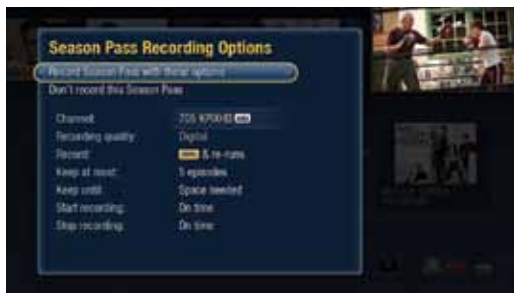 Season Pass Recording Options
Record Season Pass with these options
Don't record this Season Pass
Channel:
Recording quality: Digital
Record: & re-runs
Keep at most: 5 episodes
Keep until: Space needed
Start recording: On time
Stop recording: On time